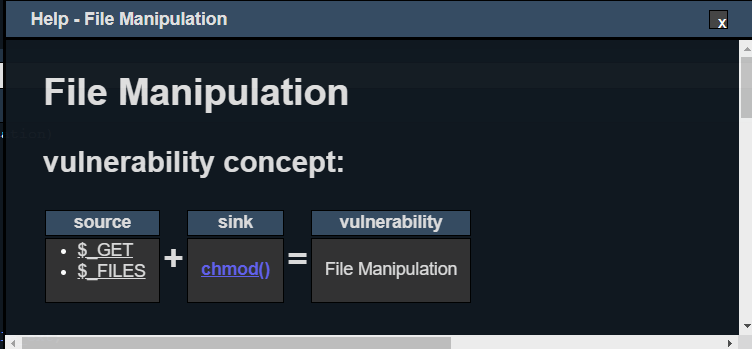 Help - File Manipulation
x
File Manipulation
vulnerability concept:
source
sink
vulnerability
$_GET
$_FILES
+
chmod()
=
File Manipulation